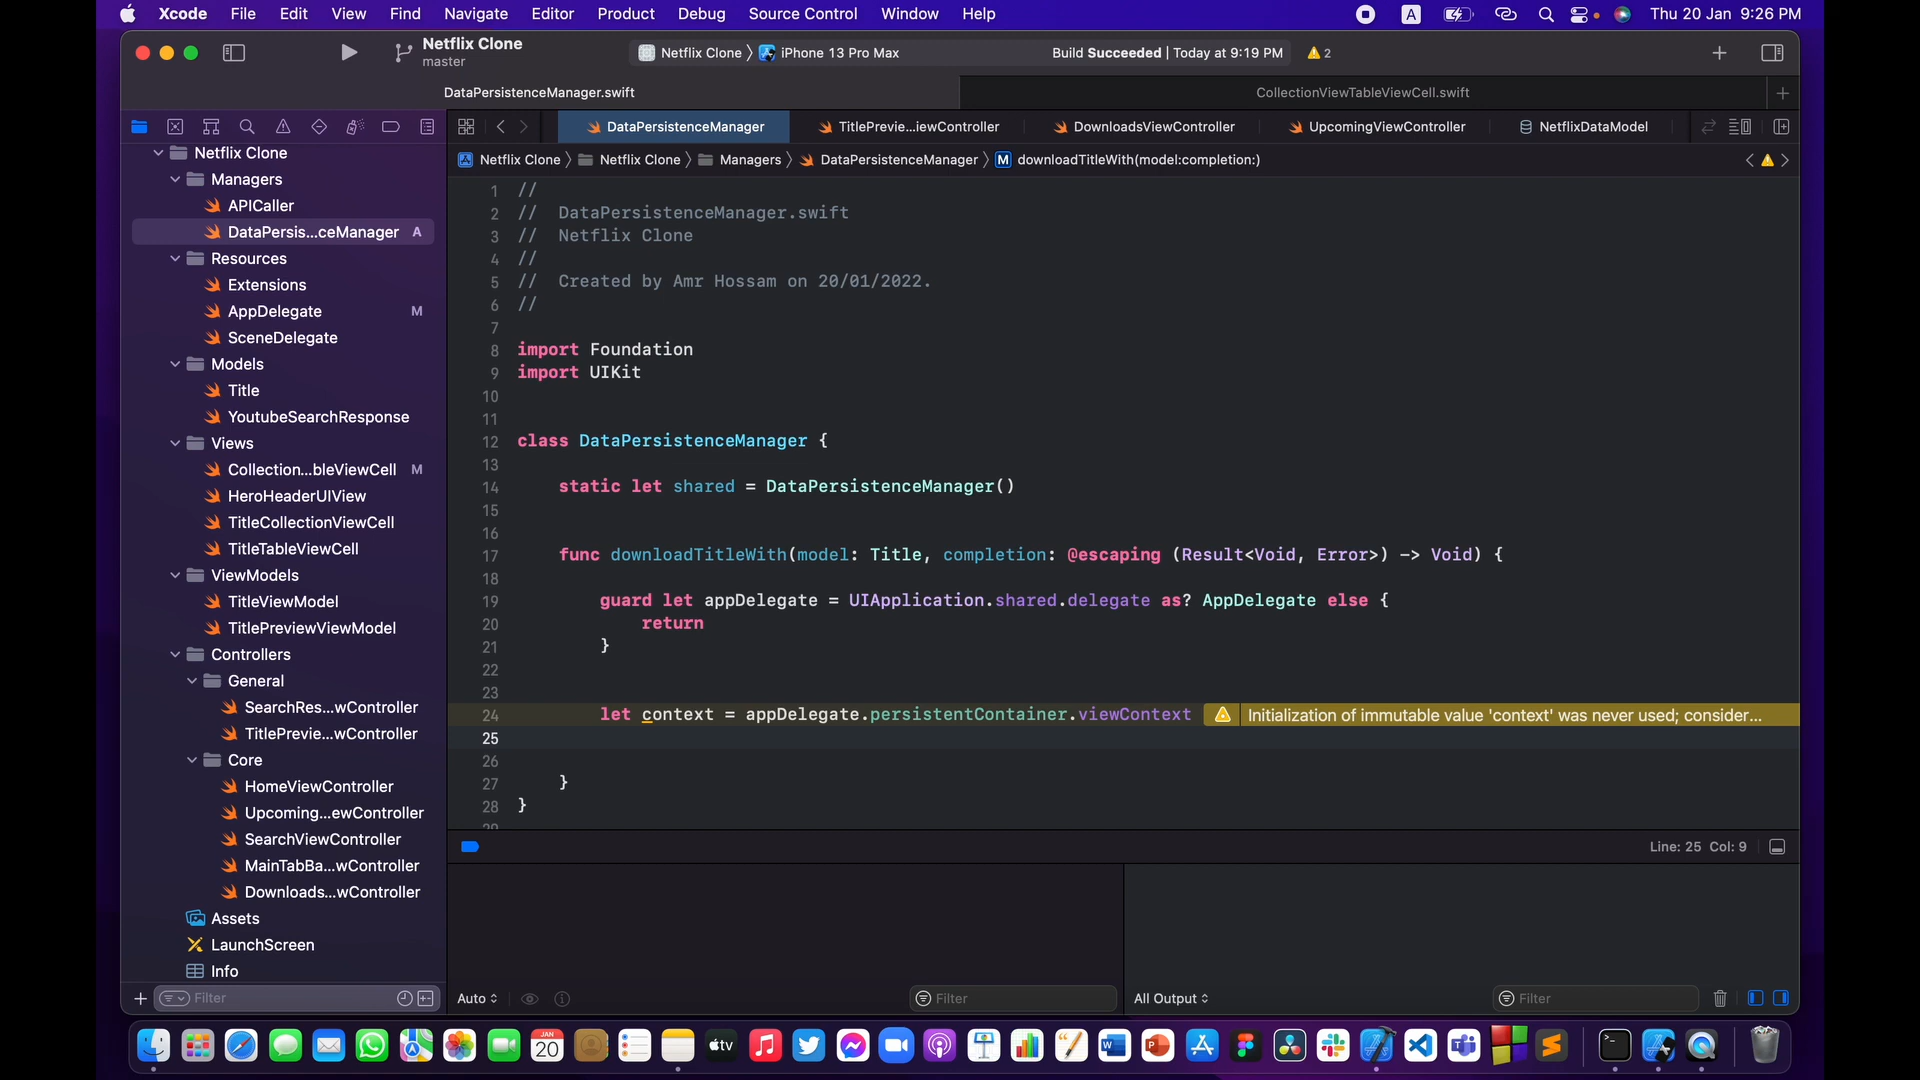 Xcode File Edit View Find Navigate Editor Product Debug Source Control Window Help
A
Thu 20 Jan 9:26 PM
Netflix Clone
master
Netflix Clone 〉 iPhone 13 Pro Max
Build Succeeded | Today at 9:19 PM
2
DataPersistenceManager.swift
CollectionViewTableViewCell.swift
DataPersistenceManager
TitlePrevie...iewController
DownloadsViewController
UpcomingViewController
NetflixDataModel
Netflix Clone 〉 Netflix Clone 〉 Managers 〉 DataPersistenceManager 〉 M downloadTitleWith(model:completion:)
Netflix Clone
Managers
APICaller
DataPersis...ceManager A
Resources
Extensions
AppDelegate M
SceneDelegate
Models
Title
YoutubeSearchResponse
Views
Collection...bleViewCell M
HeroHeaderUIView
TitleCollectionViewCell
TitleTableViewCell
ViewModels
TitleViewModel
TitlePreviewViewModel
Controllers
General
SearchRes...wController
TitlePrevie...wController
Core
HomeViewController
Upcoming...ewController
SearchViewController
MainTabBa...wController
Downloads...wController
Assets
LaunchScreen
Info
Filter
1 //
2 //  DataPersistenceManager.swift
3 //  Netflix Clone
4 //
5 //  Created by Amr Hossam on 20/01/2022.
6 //
7
8 import Foundation
9 import UIKit
10
11
12 class DataPersistenceManager {
13
14 static let shared = DataPersistenceManager()
15
16
17 func downloadTitleWith(model: Title, completion: @escaping (Result<Void, Error>) -> Void) {
18
19 guard let appDelegate = UIApplication.shared.delegate as? AppDelegate else {
20 return
21 }
22
23
24 let context = appDelegate.persistentContainer.viewContext Initialization of immutable value 'context' was never used; consider...
25
26
27 }
28 }
29
Line: 25 Col: 9
Auto
Filter
All Output
Filter
JAN
20
tv